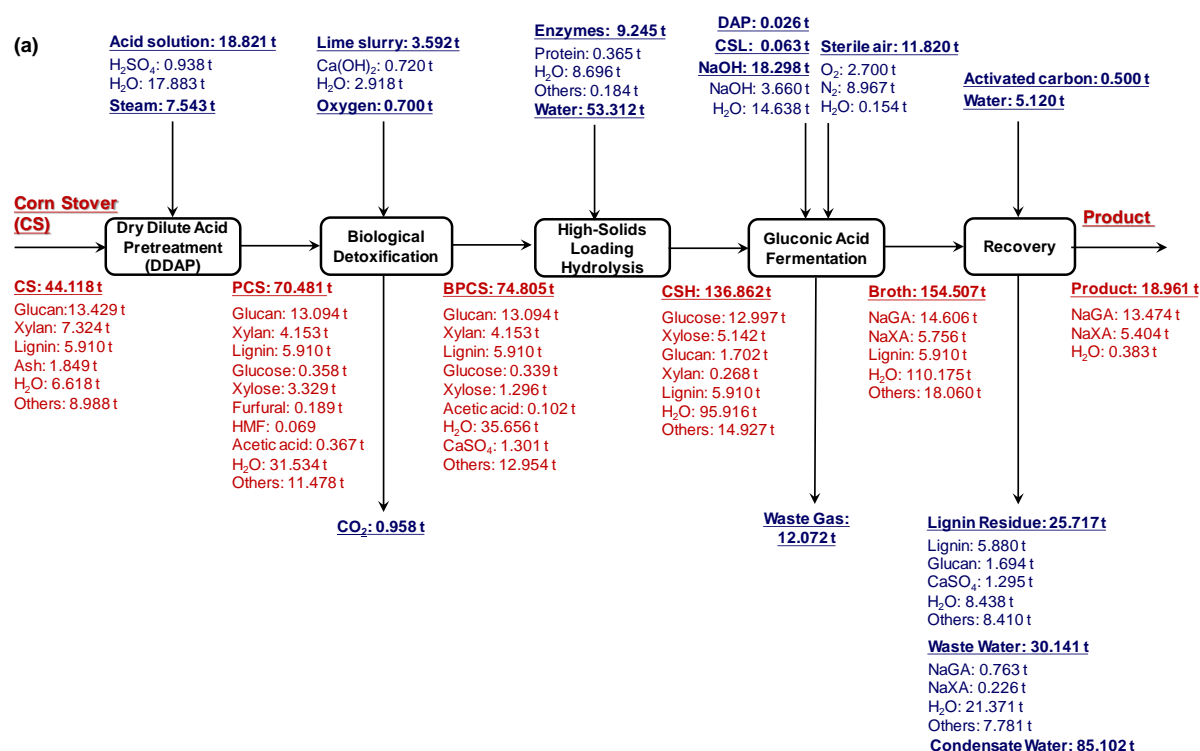 (a)
Acid solution: 18.821 t
H₂SO₄: 0.938 t
H₂O: 17.883 t
Steam: 7.543 t
Lime slurry: 3.592 t
Ca(OH)₂: 0.720 t
H₂O: 2.918 t
Oxygen: 0.700 t
Enzymes: 9.245 t
Protein: 0.365 t
H₂O: 8.696 t
Others: 0.184 t
Water: 53.312 t
DAP: 0.026 t
CSL: 0.063 t
NaOH: 18.298 t
NaOH: 3.660 t
H₂O: 14.638 t
Sterile air: 11.820 t
O₂: 2.700 t
N₂: 8.967 t
H₂O: 0.154 t
Activated carbon: 0.500 t
Water: 5.120 t
Corn Stover
(CS)
Dry Dilute Acid
Pretreatment
(DDAP)
Biological
Detoxification
High-Solids
Loading
Hydrolysis
Gluconic Acid
Fermentation
Recovery
Product
CS: 44.118 t
Glucan:13.429 t
Xylan: 7.324 t
Lignin: 5.910 t
Ash: 1.849 t
H₂O: 6.618 t
Others: 8.988 t
PCS: 70.481 t
Glucan: 13.094 t
Xylan: 4.153 t
Lignin: 5.910 t
Glucose: 0.358 t
Xylose: 3.329 t
Furfural: 0.189 t
HMF: 0.069
Acetic acid: 0.367 t
H₂O: 31.534 t
Others: 11.478 t
BPCS: 74.805 t
Glucan: 13.094 t
Xylan: 4.153 t
Lignin: 5.910 t
Glucose: 0.339 t
Xylose: 1.296 t
Acetic acid: 0.102 t
H₂O: 35.656 t
CaSO₄: 1.301 t
Others: 12.954 t
CSH: 136.862 t
Glucose: 12.997 t
Xylose: 5.142 t
Glucan: 1.702 t
Xylan: 0.268 t
Lignin: 5.910 t
H₂O: 95.916 t
Others: 14.927 t
Broth: 154.507 t
NaGA: 14.606 t
NaXA: 5.756 t
Lignin: 5.910 t
H₂O: 110.175 t
Others: 18.060 t
Product: 18.961 t
NaGA: 13.474 t
NaXA: 5.404 t
H₂O: 0.383 t
CO₂: 0.958 t
Waste Gas:
12.072 t
Lignin Residue: 25.717 t
Lignin: 5.880 t
Glucan: 1.694 t
CaSO₄: 1.295 t
H₂O: 8.438 t
Others: 8.410 t
Waste Water: 30.141 t
NaGA: 0.763 t
NaXA: 0.226 t
H₂O: 21.371 t
Others: 7.781 t
Condensate Water: 85.102 t